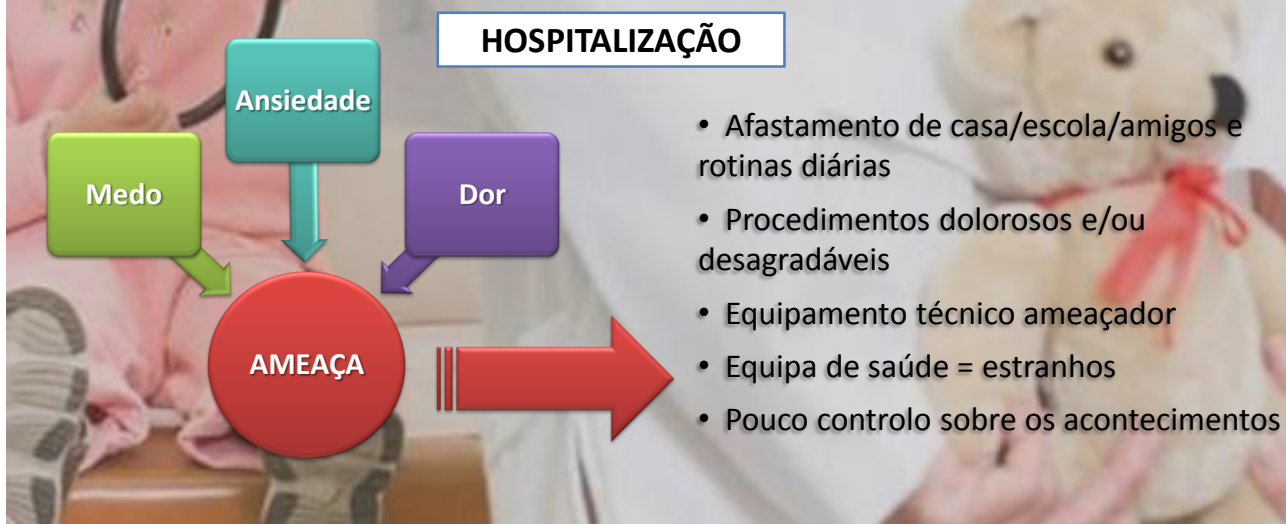 HOSPITALIZAÇÃO
Ansiedade
Medo
Dor
AMEAÇA
• Afastamento de casa/escola/amigos e
rotinas diárias
• Procedimentos dolorosos e/ou
desagradáveis
• Equipamento técnico ameaçador
• Equipa de saúde = estranhos
• Pouco controlo sobre os acontecimentos